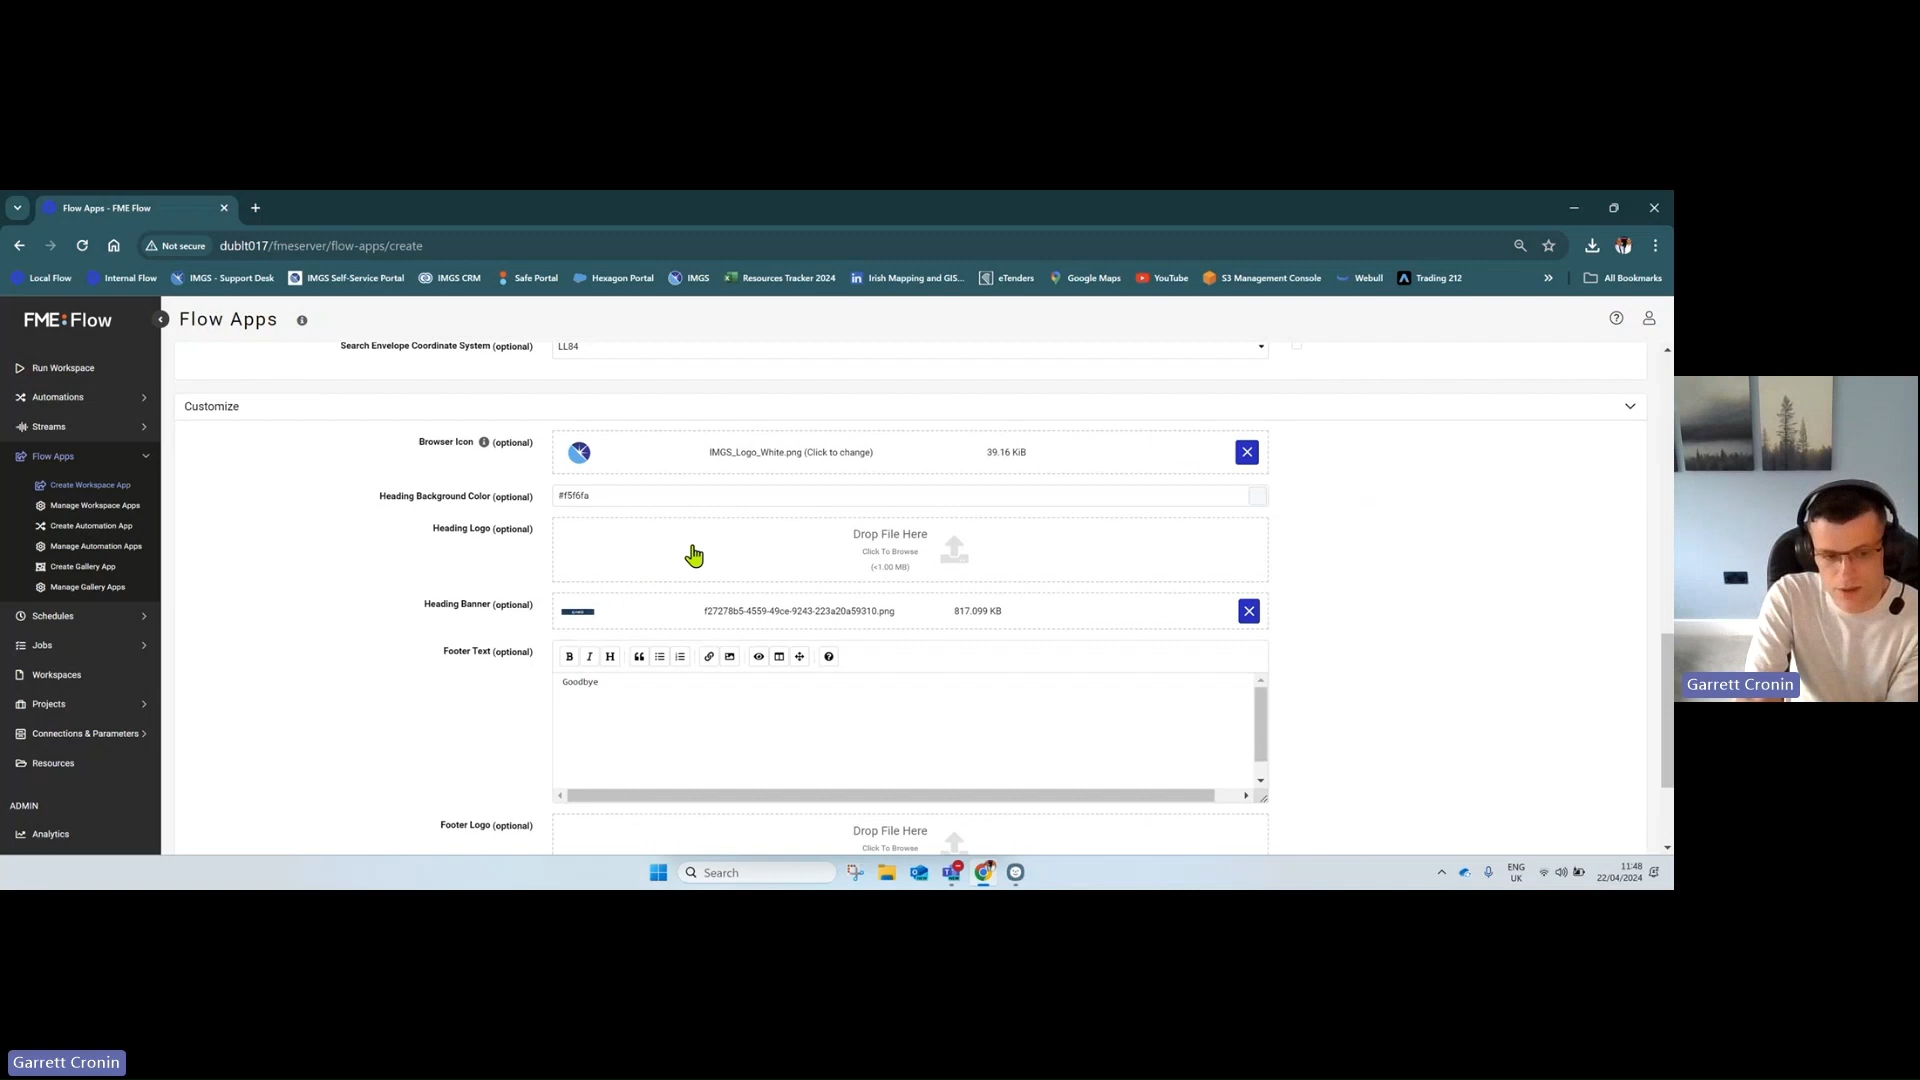 Flow Apps - FME Flow
Not secure
dublt017/fmeserver/flow-apps/create
Local Flow
Internal Flow
IMGS - Support Desk
IMGS Self-Service Portal
IMGS CRM
Safe Portal
Hexagon Portal
IMGS
Resources Tracker 2024
Irish Mapping and GIS...
eTenders
Google Maps
YouTube
S3 Management Console
Webull
Trading 212
All Bookmarks
FME:Flow
Flow Apps
Run Workspace
Automations
Streams
Flow Apps
Create Workspace App
Manage Workspace Apps
Create Automation App
Manage Automation Apps
Create Gallery App
Manage Gallery Apps
Schedules
Jobs
Workspaces
Projects
Connections & Parameters
Resources
ADMIN
Analytics
Search Envelope Coordinate System (optional)
LL84
Customize
Browser Icon (optional)
IMGS_Logo_White.png (Click to change)
39.16 KiB
Heading Background Color (optional)
#f5f6fa
Heading Logo (optional)
Drop File Here
Click To Browse
(<1.00 MB)
Heading Banner (optional)
f27278b5-4559-49ce-9243-223a20a59310.png
817.099 KB
Footer Text (optional)
B I H
Goodbye
Footer Logo (optional)
Drop File Here
Click To Browse
Search
ENG
UK
11:48
22/04/2024
Garrett Cronin
Garrett Cronin